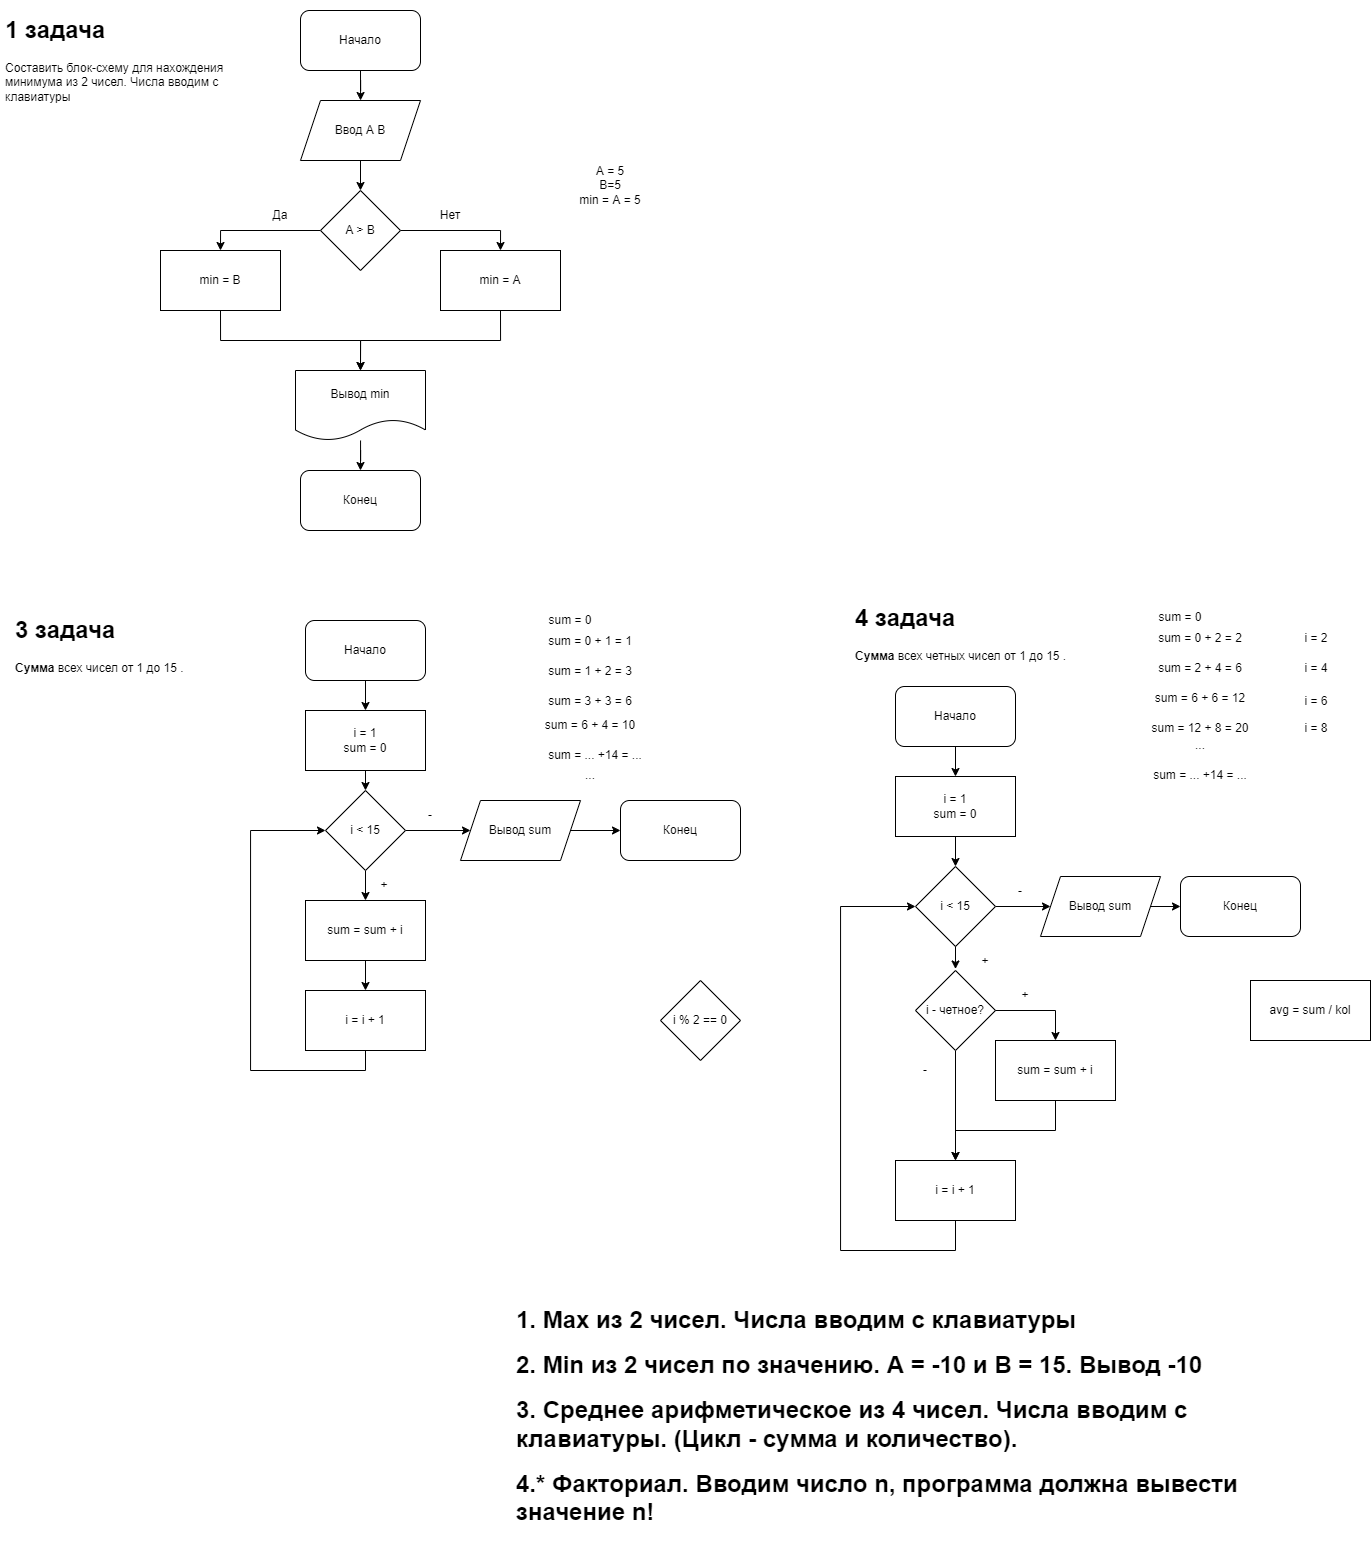 1 задача
Составить блок-схему для нахождения
минимума из 2 чисел. Числа вводим с
клавиатуры
Начало
Ввод A B
A > B
Да
Нет
min = B
min = A
Вывод min
Конец
A = 5
B=5
min = A = 5
3 задача
Сумма всех чисел от 1 до 15 .
Начало
i = 1
sum = 0
i < 15
-
+
Вывод sum
Конец
sum = sum + i
i = i + 1
sum = 0
sum = 0 + 1 = 1
sum = 1 + 2 = 3
sum = 3 + 3 = 6
sum = 6 + 4 = 10
sum = ... +14 = ...
...
i % 2 == 0
4 задача
Сумма всех четных чисел от 1 до 15 .
Начало
i = 1
sum = 0
i < 15
-
+
Вывод sum
Конец
i - четное?
+
-
sum = sum + i
i = i + 1
sum = 0
sum = 0 + 2 = 2
i = 2
sum = 2 + 4 = 6
i = 4
sum = 6 + 6 = 12
i = 6
sum = 12 + 8 = 20
i = 8
...
sum = ... +14 = ...
avg = sum / kol
1. Max из 2 чисел. Числа вводим с клавиатуры
2. Min из 2 чисел по значению. A = -10 и B = 15. Вывод -10
3. Среднее арифметическое из 4 чисел. Числа вводим с
клавиатуры. (Цикл - сумма и количество).
4.* Факториал. Вводим число n, программа должна вывести
значение n!